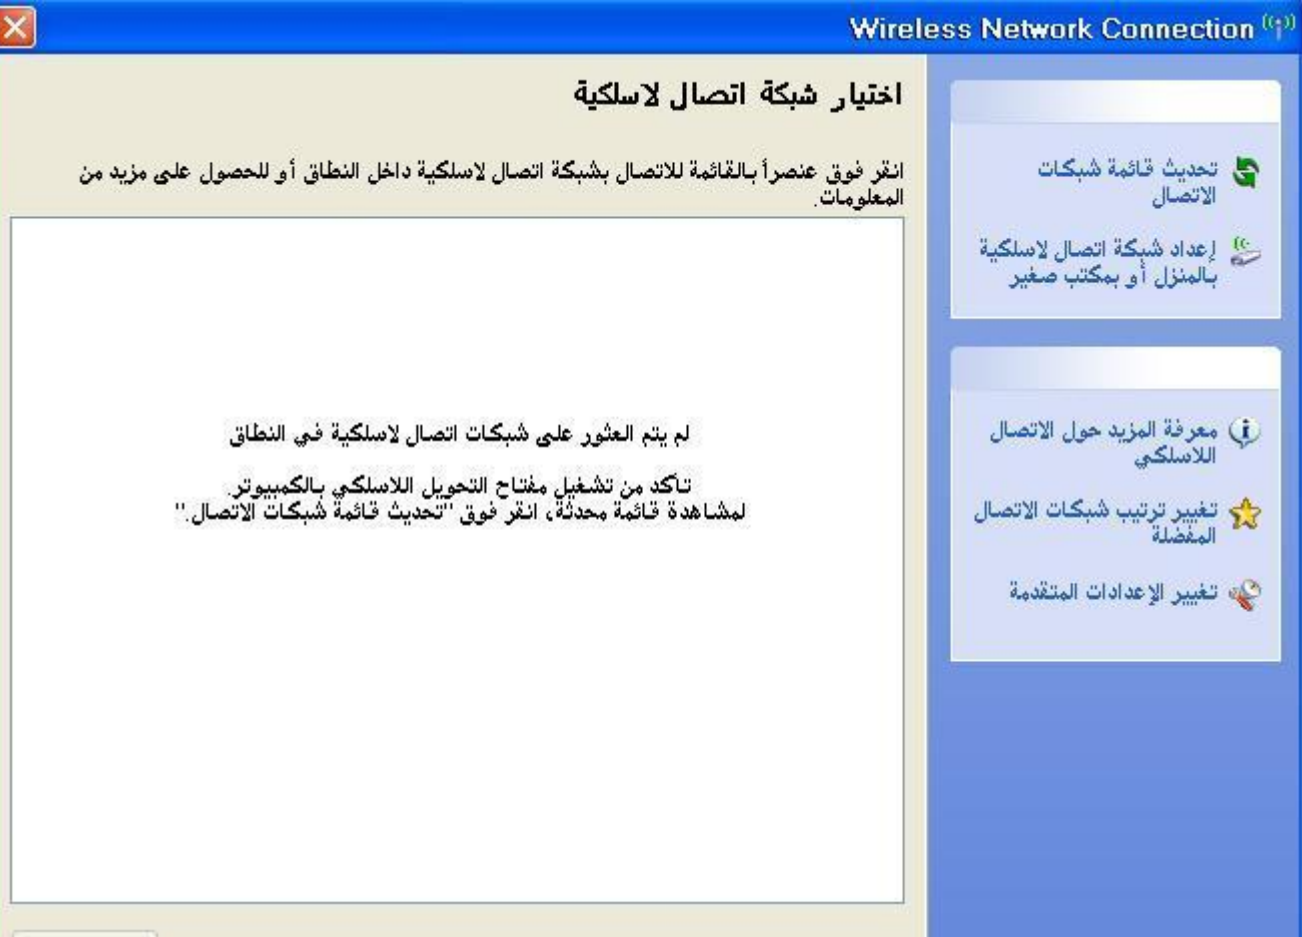 Wireless Network Connection
اختيار شبكة اتصال لاسلكية
انقر فوق عنصراً بالقائمة للاتصال بشبكة اتصال لاسلكية داخل النطاق أو للحصول على مزيد من
المعلومات.
تحديث قائمة شبكات
الاتصال
إعداد شبكة اتصال لاسلكية
بالمنزل أو بمكتب صغير
معرفة المزيد حول الاتصال
اللاسلكي
تغيير ترتيب شبكات الاتصال
المفضلة
تغيير الإعدادات المتقدمة
لم يتم العثور على شبكات اتصال لاسلكية في النطاق
تأكد من تشغيل مفتاح التحويل اللاسلكي بالكمبيوتر.
لمشاهدة قائمة محدثة، انقر فوق "تحديث قائمة شبكات الاتصال."